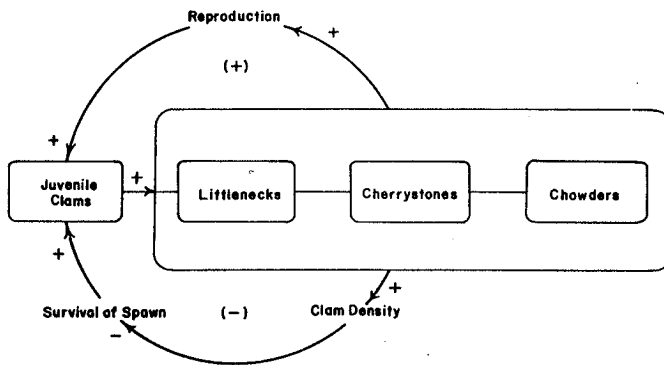 Reproduction
+
(+)
+
+
Juvenile
Clams
Littlenecks
Cherrystones
Chowders
+
+
Survival of Spawn
(-)
Clam Density
-